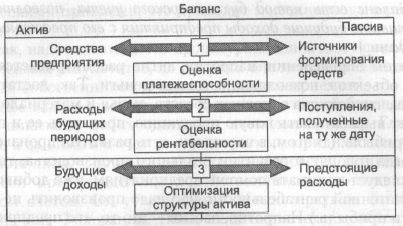 Баланс
Актив
Пассив
Средства
предприятия
1
Источники
формирования
средств
Оценка
платежеспособности
Расходы
будущих
периодов
2
Поступления,
полученные
на ту же дату
Оценка
рентабельности
Будущие
доходы
3
Предстоящие
расходы
Оптимизация
структуры актива